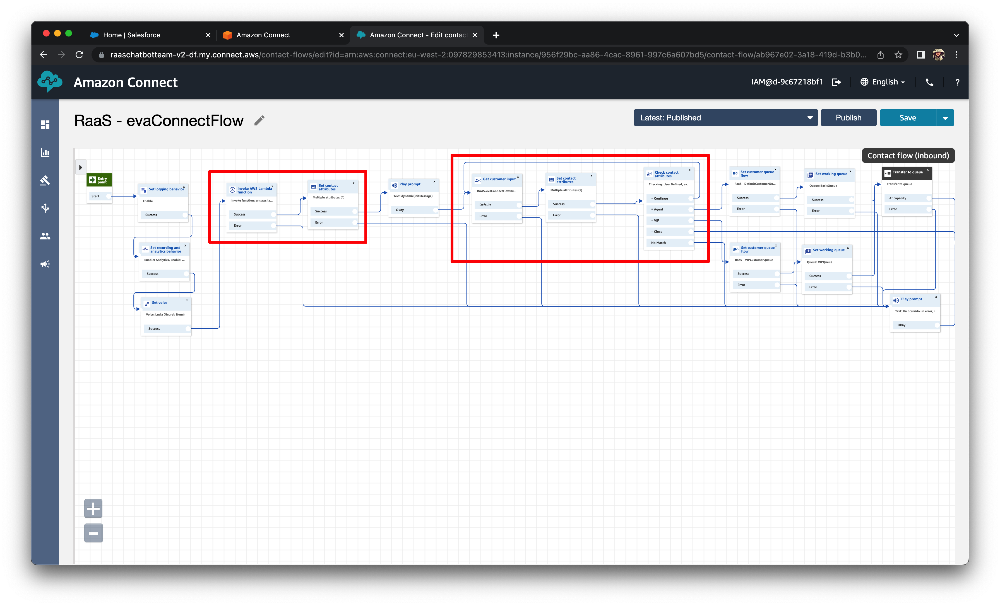 Home | Salesforce
Amazon Connect
Amazon Connect - Edit contac
raaschatbotteam-v2-df.my.connect.aws/contact-flows/edit?id=arn:aws:connect:eu-west-2:097829853413:instance/956f29bc-aa86-4cac-8961-997c6a607bd5/contact-flow/ab967e02-3a18-419d-b3b0...
Amazon Connect
IAM@d-9c67218bf1
English
?
RaaS - evaConnectFlow
Latest: Published
Publish
Save
Contact flow (inbound)
Entry
point
Start
Set logging behavior
Enable
Success
Set recording and
analytics behavior
Enable: Analytics, Enable: ...
Success
Set voice
Voice: Lucia (Neural: None)
Success
Invoke AWS Lambda
function
Invoke function: arn:aws:la...
Success
Error
Set contact
attributes
Multiple attributes (4)
Success
Error
Play prompt
Text: dynamic(initMessage)
Okay
Get customer input
RAAS-evaConnectFlowDu...
Default
Error
Set contact
attributes
Multiple attributes (5)
Success
Error
Check contact
attributes
Checking: User Defined, ev...
= Continue
= Agent
= VIP
= Close
No Match
Set customer queue
flow
RaaS - DefaultCustomerQu...
Success
Error
Set working queue
Queue: BasicQueue
Success
Error
Transfer to queue
Transfer to queue
At capacity
Error
Set customer queue
flow
RaaS - VIPCustomerQueue
Success
Error
Set working queue
Queue: VIPQueue
Success
Error
Play prompt
Text: Ha ocurrido un error, i...
Okay